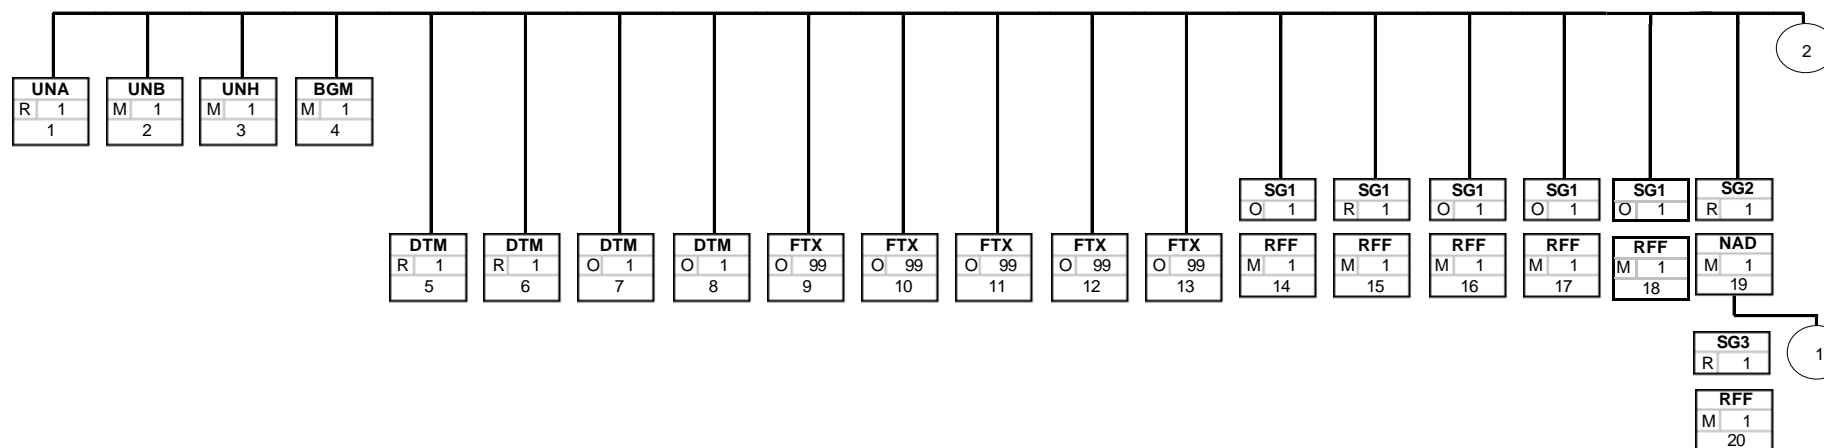 2
UNA UNB UNH BGM
R 1 M 1 M 1 M 1
1 2 3 4
SG1 SG1 SG1 SG1 SG1 SG2
O 1 R 1 O 1 O 1 O 1 R 1
DTM DTM DTM DTM FTX FTX FTX FTX FTX RFF RFF RFF RFF RFF NAD
R 1 R 1 O 1 O 1 O 99 O 99 O 99 O 99 O 99 M 1 M 1 M 1 M 1 M 1 M 1
5 6 7 8 9 10 11 12 13 14 15 16 17 18 19
SG3
R 1
1
RFF
M 1
20